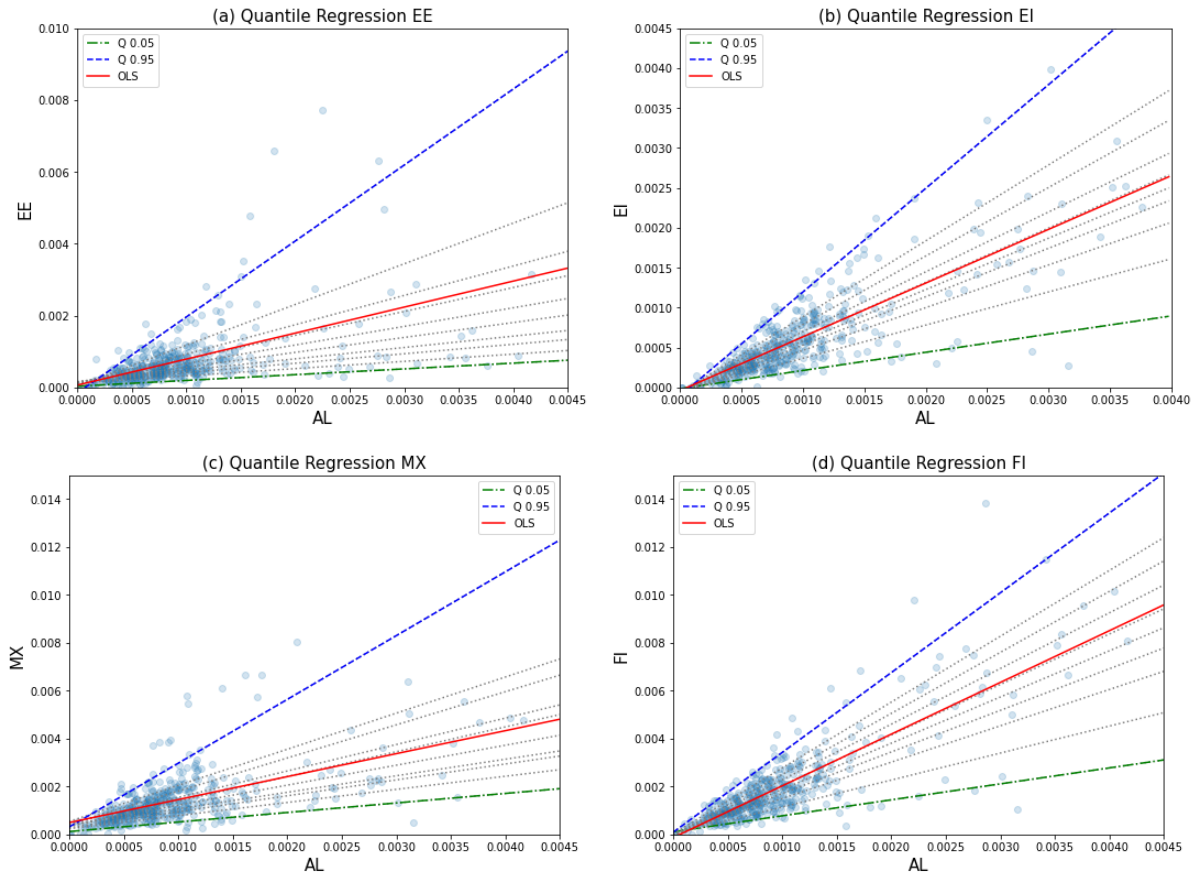 (a) Quantile Regression EE
Q 0.05
Q 0.95
OLS
0.010
0.008
0.006
0.004
0.002
0.000
EE
0.0000 0.0005 0.0010 0.0015 0.0020 0.0025 0.0030 0.0035 0.0040 0.0045
AL
(b) Quantile Regression EI
Q 0.05
Q 0.95
OLS
0.0045
0.0040
0.0035
0.0030
0.0025
0.0020
0.0015
0.0010
0.0005
0.0000
EI
0.0000 0.0005 0.0010 0.0015 0.0020 0.0025 0.0030 0.0035 0.0040
AL
(c) Quantile Regression MX
Q 0.05
Q 0.95
OLS
0.014
0.012
0.010
0.008
0.006
0.004
0.002
0.000
MX
0.0000 0.0005 0.0010 0.0015 0.0020 0.0025 0.0030 0.0035 0.0040 0.0045
AL
(d) Quantile Regression FI
Q 0.05
Q 0.95
OLS
0.014
0.012
0.010
0.008
0.006
0.004
0.002
0.000
FI
0.0000 0.0005 0.0010 0.0015 0.0020 0.0025 0.0030 0.0035 0.0040 0.0045
AL